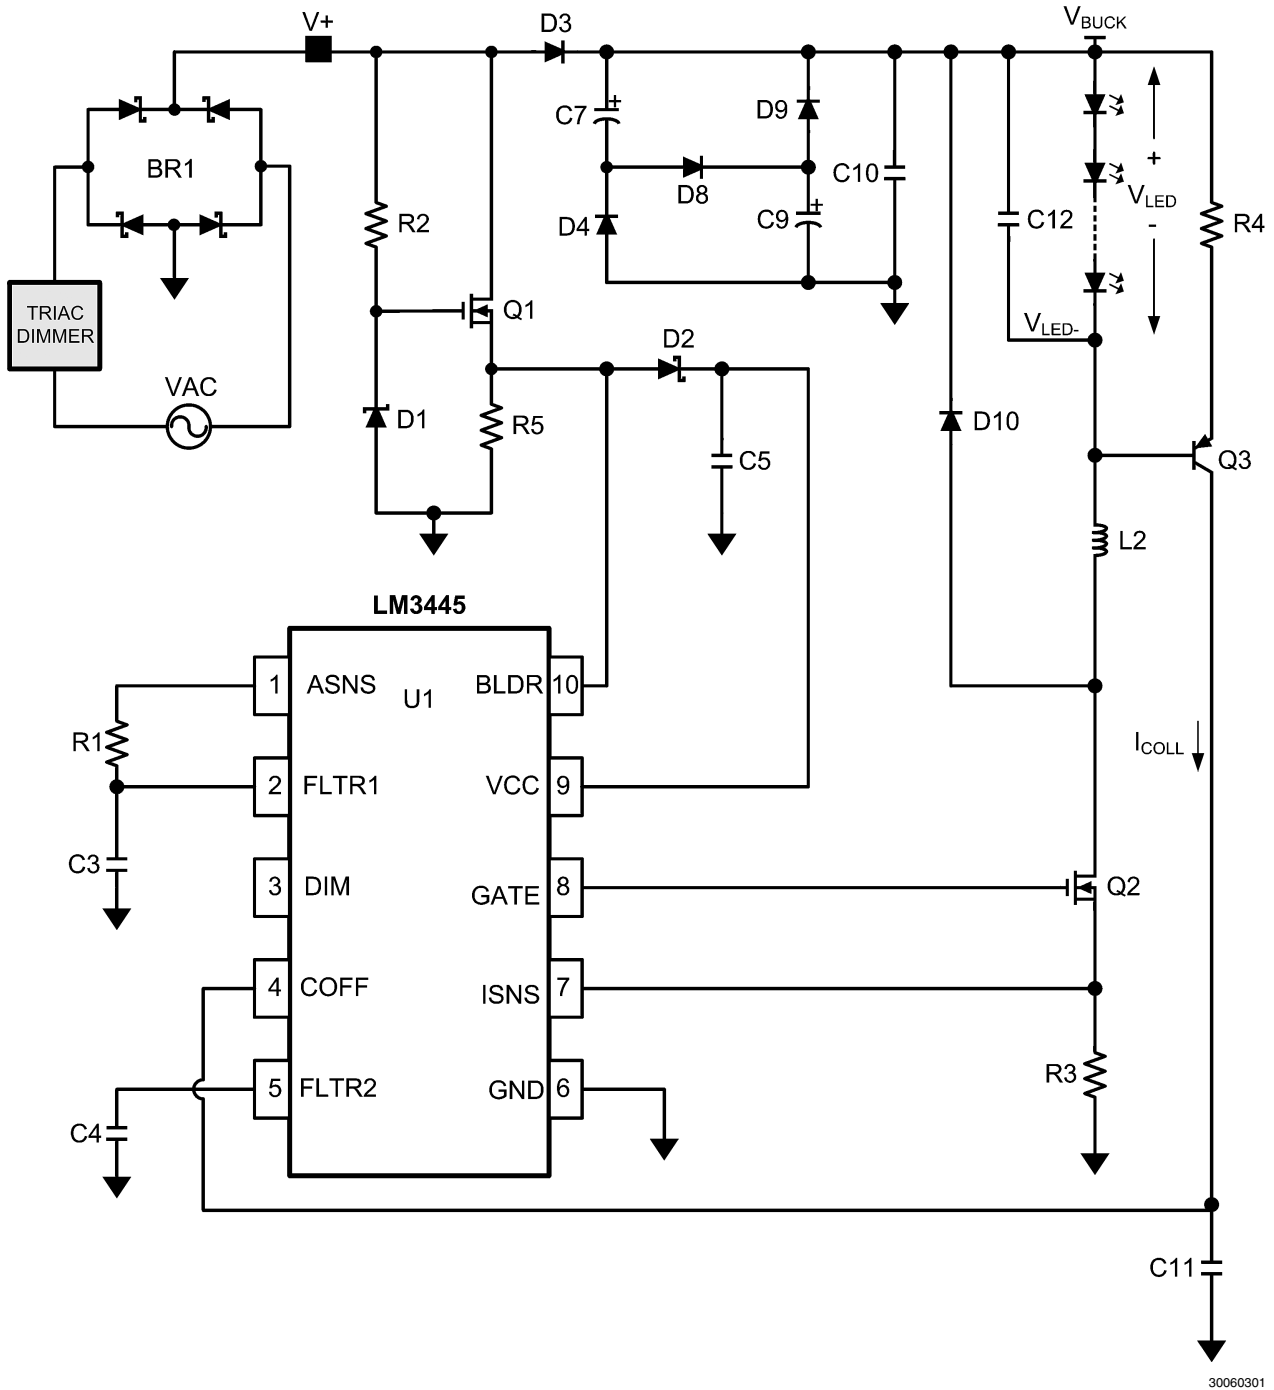 V+
D3
VBUCK
C7
+
D9
BR1
D8
C10
+
VLED
-
R2
D4
C9
+
C12
R4
Q1
TRIAC
DIMMER
VLED-
D2
VAC
D1
R5
D10
C5
Q3
L2
LM3445
1
ASNS
U1
BLDR
10
R1
ICOLL
2
FLTR1
VCC
9
C3
3
DIM
GATE
8
Q2
4
COFF
ISNS
7
R3
5
FLTR2
GND
6
C4
C11
30060301